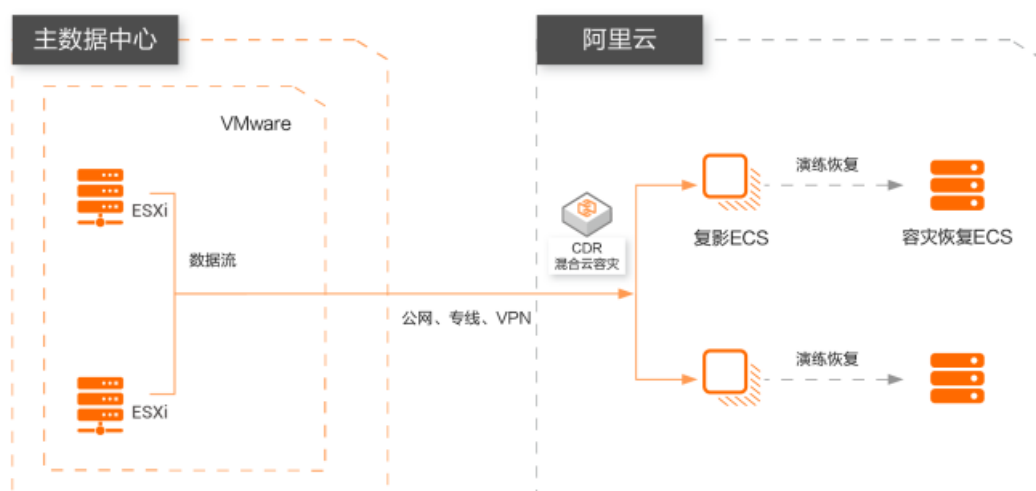 主数据中心
阿里云
VMware
ESXi
数据流
公网、专线、VPN
ESXi
CDR
混合云容灾
复影ECS
演练恢复
容灾恢复ECS
演练恢复